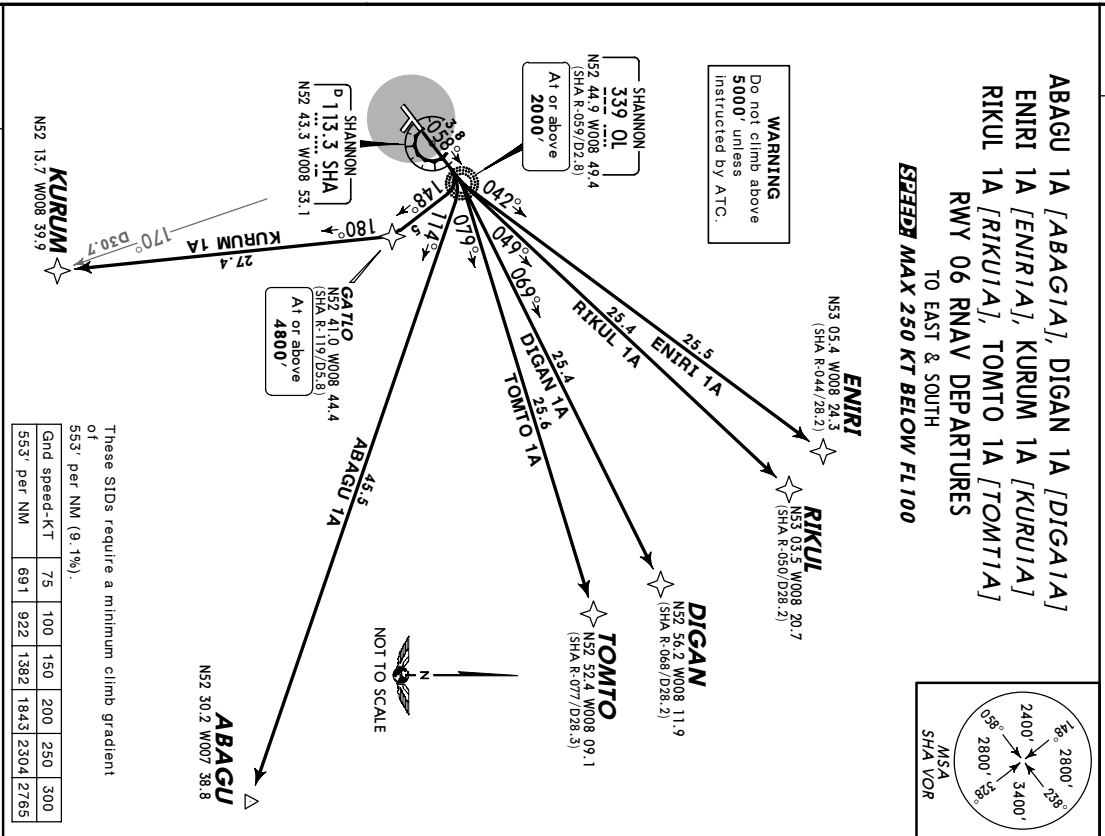 ABAGU 1A [ABAG1A], DIGAN 1A [DIGA1A]
ENIRI 1A [ENIR1A], KURUM 1A [KURU1A]
RIKUL 1A [RIKU1A], TOMTO 1A [TOMT1A]
RWY 06 RNAV DEPARTURES
TO EAST & SOUTH
SPEED: MAX 250 KT BELOW FL100
2400'
148°
2800'
058°
238°
2800'
328°
3400'
MSA
SHA VOR
WARNING
Do not climb above
5000' unless
instructed by ATC.
ENIRI
N53 05.4 W008 24.3
(SHA R-044/28.2)
RIKUL
N53 03.5 W008 20.7
(SHA R-050/D28.2)
DIGAN
N52 56.2 W008 11.9
(SHA R-068/D28.2)
TOMTO
N52 52.4 W008 09.1
(SHA R-077/D28.3)
SHANNON
339 OL
N52 44.9 W008 49.4
(SHA R-059/D2.8)
At or above
2000'
D SHANNON
113.3 SHA
N52 43.3 W008 53.1
3.8
058°
042°
049°
069°
079°
114°
148°
5
180°
25.5
ENIRI 1A
25.4
RIKUL 1A
25.4
DIGAN 1A
25.6
TOMTO 1A
45.5
ABAGU 1A
27.4
KURUM 1A
170°
D30.7
GATLO
N52 41.0 W008 44.4
(SHA R-119/D5.8)
At or above
4800'
KURUM
N52 13.7 W008 39.9
N
NOT TO SCALE
ABAGU
N52 30.2 W007 38.8
These SIDs require a minimum climb gradient
of
553' per NM (9.1%).
Gnd speed-KT 75 100 150 200 250 300
553' per NM 691 922 1382 1843 2304 2765